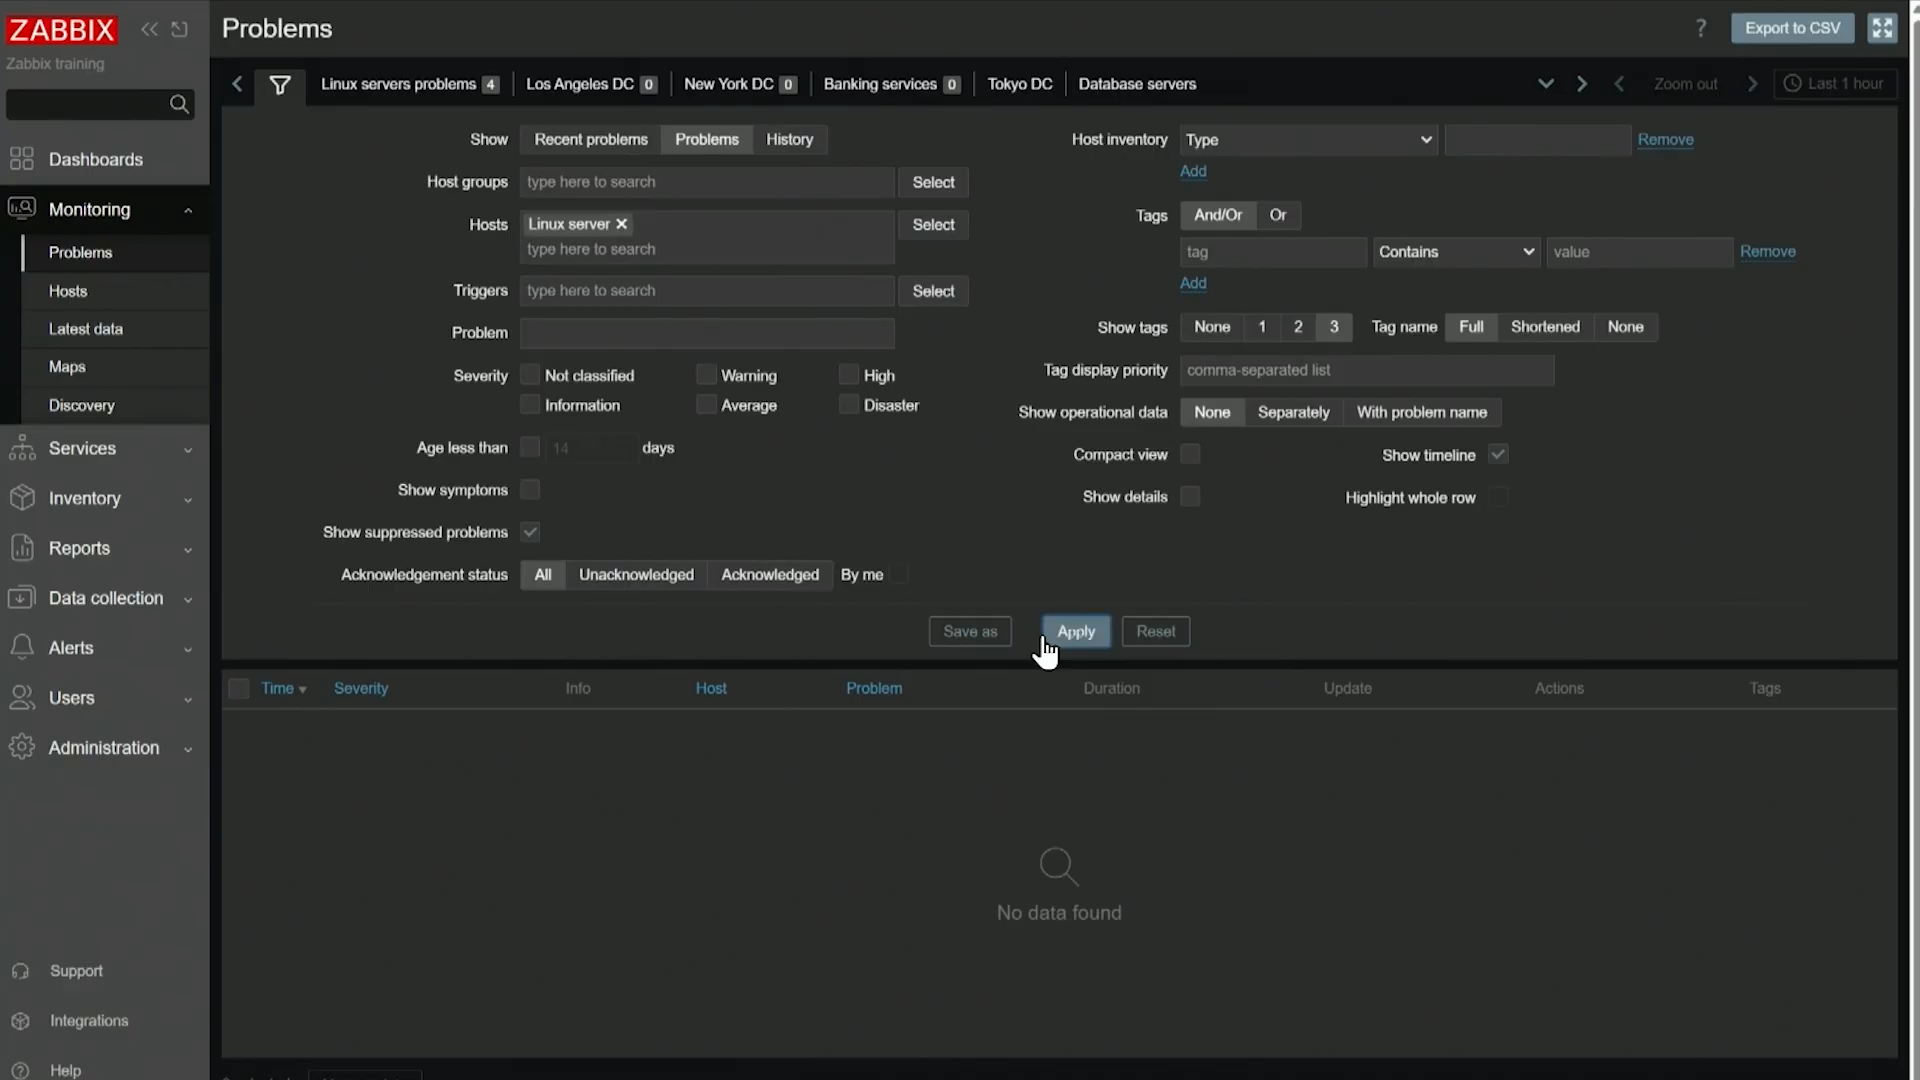 ZABBIX
Zabbix training
Dashboards
Monitoring
Problems
Hosts
Latest data
Maps
Discovery
Services
Inventory
Reports
Data collection
Alerts
Users
Administration
Support
Integrations
Help
Problems
? Export to CSV
Linux servers problems 4 Los Angeles DC 0 New York DC 0 Banking services 0 Tokyo DC Database servers Zoom out Last 1 hour
Show Recent problems Problems History
Host groups type here to search Select
Hosts Linux server Select
type here to search
Triggers type here to search Select
Problem
Severity Not classified Warning High
Information Average Disaster
Age less than 14 days
Show symptoms
Show suppressed problems
Acknowledgement status All Unacknowledged Acknowledged By me
Host inventory Type Remove
Add
Tags And/Or Or
tag Contains value Remove
Add
Show tags None 1 2 3 Tag name Full Shortened None
Tag display priority comma-separated list
Show operational data None Separately With problem name
Compact view Show timeline
Show details Highlight whole row
Save as Apply Reset
Time Severity Info Host Problem Duration Update Actions Tags
No data found